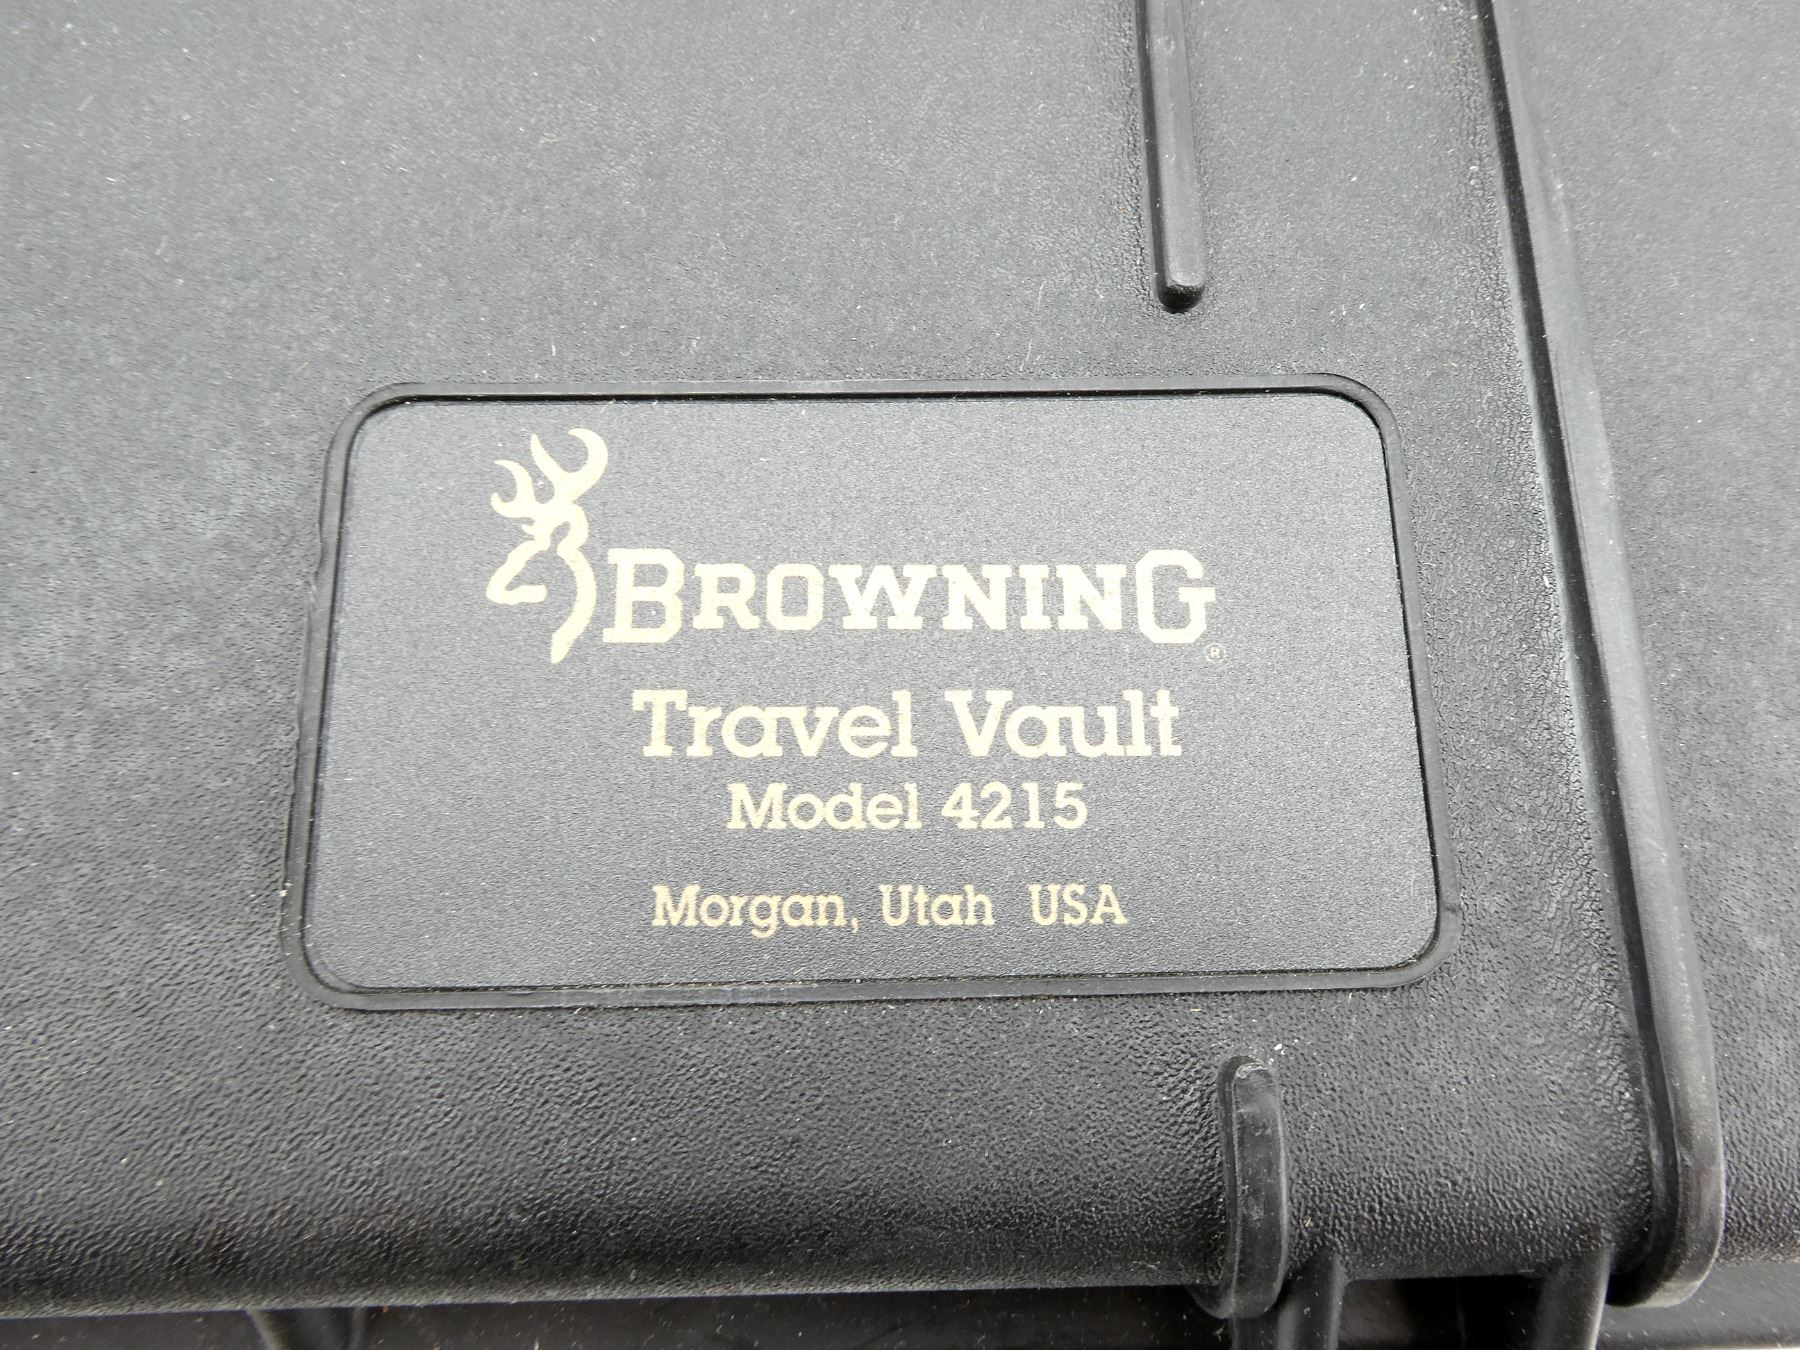 BROWNING®
Travel Vault
Model 4215
Morgan, Utah USA